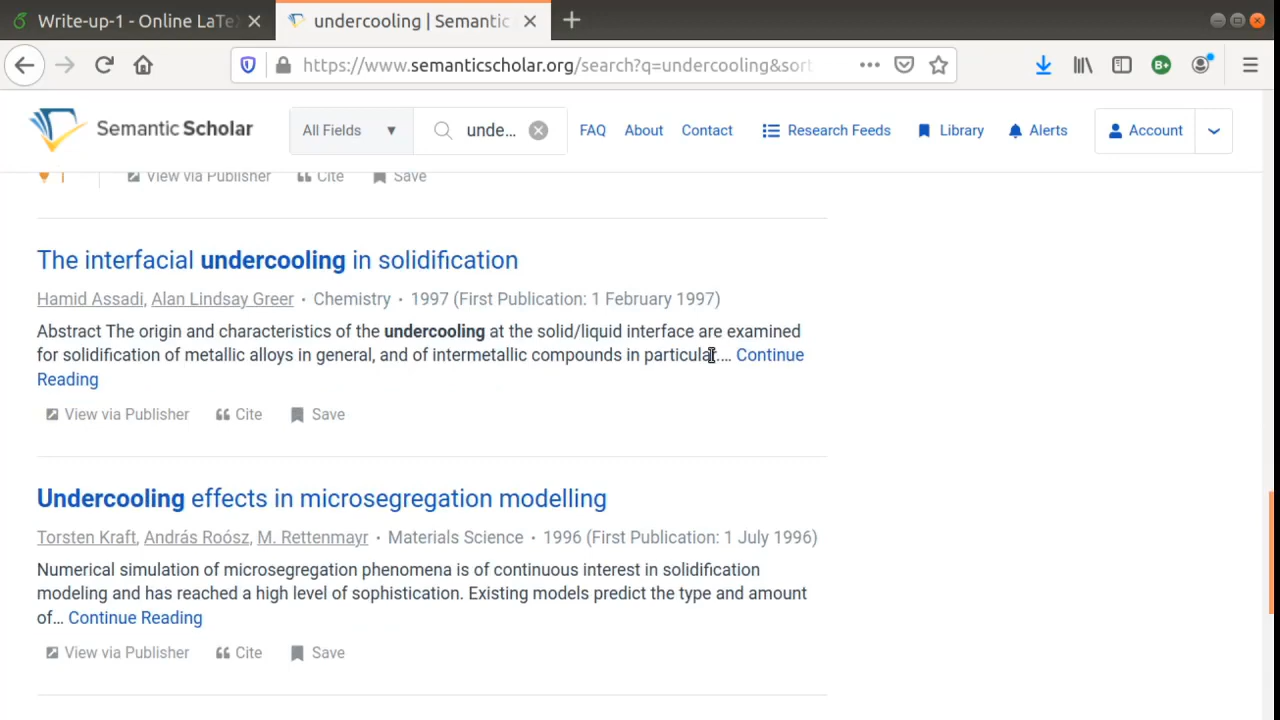 Write-up-1 - Online LaTe
undercooling | Semantic
https://www.semanticscholar.org/search?q=undercooling&sort
B+
Semantic Scholar
All Fields ▼
unde...
FAQ
About
Contact
Research Feeds
Library
Alerts
Account
1
View via Publisher
Cite
Save
The interfacial undercooling in solidification
Hamid Assadi, Alan Lindsay Greer · Chemistry · 1997 (First Publication: 1 February 1997)
Abstract The origin and characteristics of the undercooling at the solid/liquid interface are examined
for solidification of metallic alloys in general, and of intermetallic compounds in particular.… Continue
Reading
View via Publisher
Cite
Save
Undercooling effects in microsegregation modelling
Torsten Kraft, András Roósz, M. Rettenmayr · Materials Science · 1996 (First Publication: 1 July 1996)
Numerical simulation of microsegregation phenomena is of continuous interest in solidification
modeling and has reached a high level of sophistication. Existing models predict the type and amount
of… Continue Reading
View via Publisher
Cite
Save